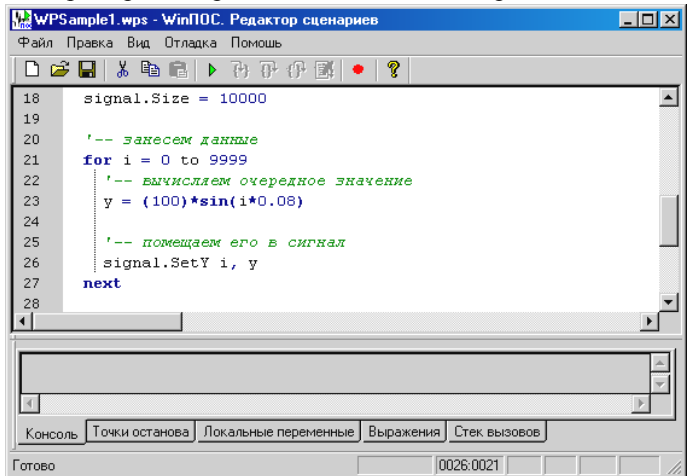 WPSample1.wps - WinПОС. Редактор сценариев
Файл Правка Вид Отладка Помошь
18 signal.Size = 10000
19
20 '-- занесем данные
21 for i = 0 to 9999
22 '-- вычисляем очередное значение
23 y = (100)*sin(i*0.08)
24
25 '-- помещаем его в сигнал
26 signal.SetY i, y
27 next
28
Консоль Точки останова Локальные переменные Выражения Стек вызовов
Готово 0026:0021